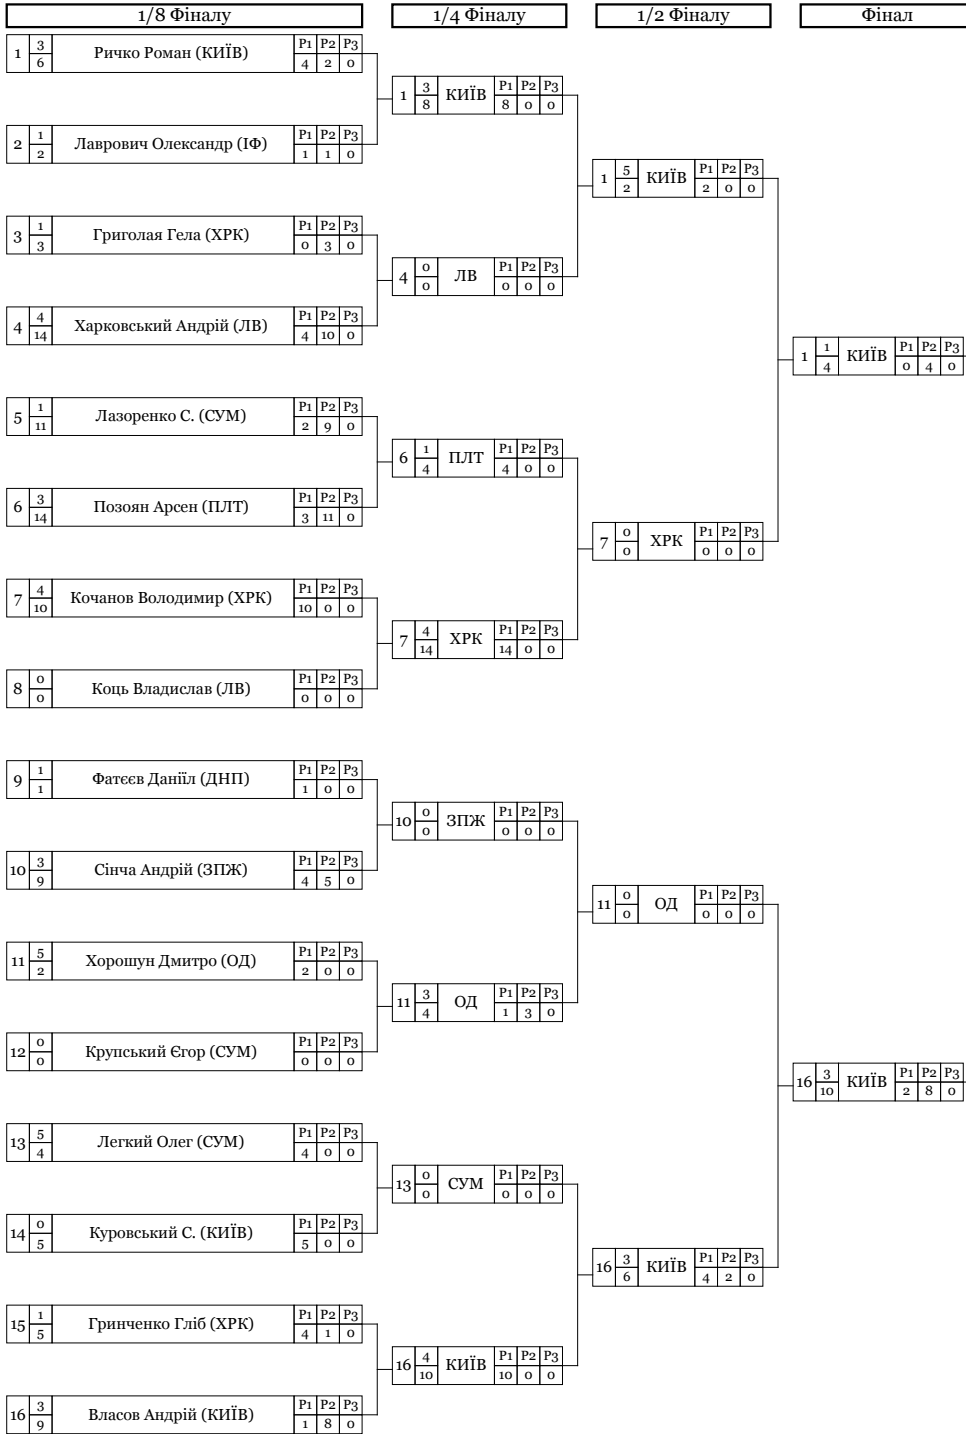 1/8 Фіналу 1/4 Фіналу 1/2 Фіналу Фінал
1 3 6 Ричко Роман (КИЇВ) P1 P2 P3 4 2 0
1 3 8 КИЇВ P1 P2 P3 8 0 0
2 1 2 Лаврович Олександр (ІФ) P1 P2 P3 1 1 0
1 5 2 КИЇВ P1 P2 P3 2 0 0
3 1 3 Григолая Гела (ХРК) P1 P2 P3 0 3 0
4 0 0 ЛВ P1 P2 P3 0 0 0
4 4 14 Харковський Андрій (ЛВ) P1 P2 P3 4 10 0
1 1 4 КИЇВ P1 P2 P3 0 4 0
5 1 11 Лазоренко С. (СУМ) P1 P2 P3 2 9 0
6 1 4 ПЛТ P1 P2 P3 4 0 0
6 3 14 Позоян Арсен (ПЛТ) P1 P2 P3 3 11 0
7 0 0 ХРК P1 P2 P3 0 0 0
7 4 10 Кочанов Володимир (ХРК) P1 P2 P3 10 0 0
7 4 14 ХРК P1 P2 P3 14 0 0
8 0 0 Коць Владислав (ЛВ) P1 P2 P3 0 0 0
9 1 1 Фатєєв Даніїл (ДНП) P1 P2 P3 1 0 0
10 0 0 ЗПЖ P1 P2 P3 0 0 0
10 3 9 Сінча Андрій (ЗПЖ) P1 P2 P3 4 5 0
11 0 0 ОД P1 P2 P3 0 0 0
11 5 2 Хорошун Дмитро (ОД) P1 P2 P3 2 0 0
11 3 4 ОД P1 P2 P3 1 3 0
12 0 0 Крупський Єгор (СУМ) P1 P2 P3 0 0 0
16 3 10 КИЇВ P1 P2 P3 2 8 0
13 5 4 Легкий Олег (СУМ) P1 P2 P3 4 0 0
13 0 0 СУМ P1 P2 P3 0 0 0
14 0 5 Куровський С. (КИЇВ) P1 P2 P3 5 0 0
16 3 6 КИЇВ P1 P2 P3 4 2 0
15 1 5 Гринченко Гліб (ХРК) P1 P2 P3 4 1 0
16 4 10 КИЇВ P1 P2 P3 10 0 0
16 3 9 Власов Андрій (КИЇВ) P1 P2 P3 1 8 0